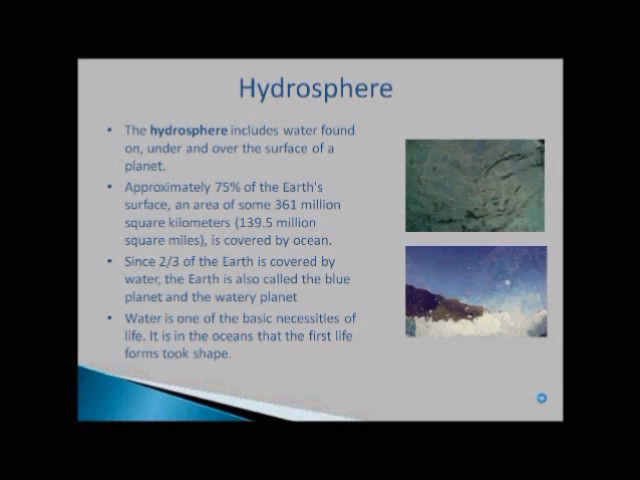 Hydrosphere
• The hydrosphere includes water found
on, under and over the surface of a
planet.
• Approximately 75% of the Earth's
surface, an area of some 361 million
square kilometers (139.5 million
square miles), is covered by ocean.
• Since 2/3 of the Earth is covered by
water, the Earth is also called the blue
planet and the watery planet
• Water is one of the basic necessities of
life. It is in the oceans that the first life
forms took shape.